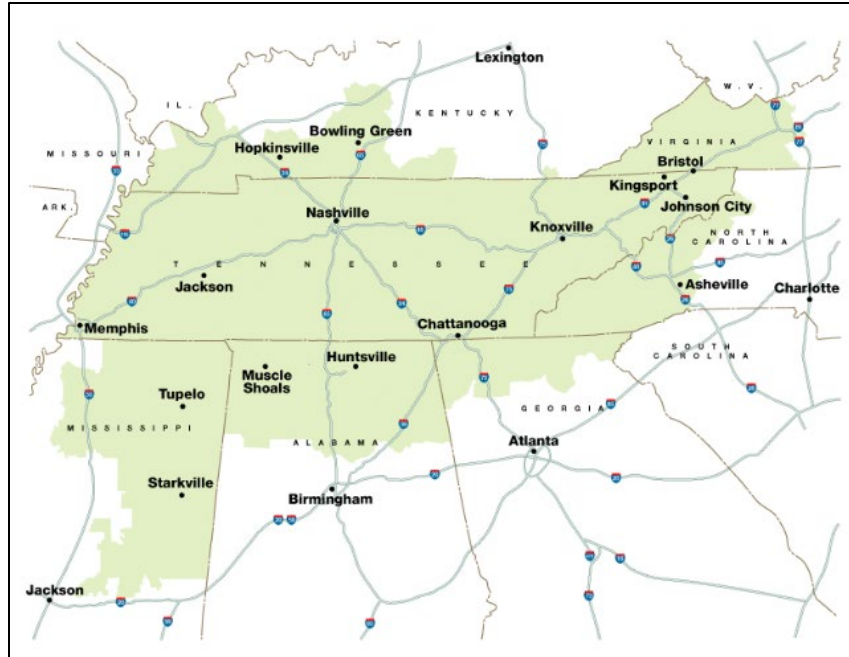 Lexington
W. V.
IL.
KENTUCKY
Bowling Green
Hopkinsville
VIRGINIA
MISSOURI
Bristol
Kingsport
Johnson City
ARK.
Nashville
Knoxville
NORTH
CAROLINA
TENNESSEE
Jackson
Asheville
Charlotte
Memphis
Chattanooga
SOUTH
CAROLINA
Huntsville
Muscle
Shoals
Tupelo
GEORGIA
MISSISSIPPI
ALABAMA
Atlanta
Starkville
Birmingham
Jackson